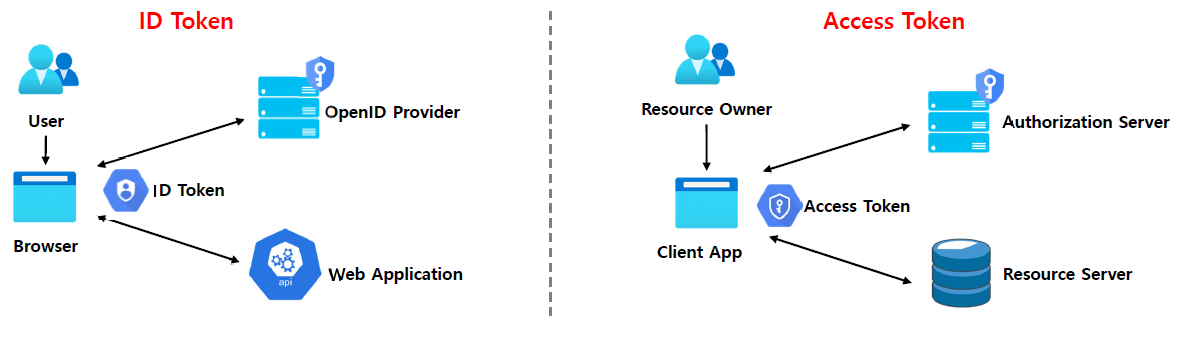 ID Token
User
OpenID Provider
ID Token
Browser
api
Web Application
Access Token
Resource Owner
Authorization Server
Access Token
Client App
Resource Server